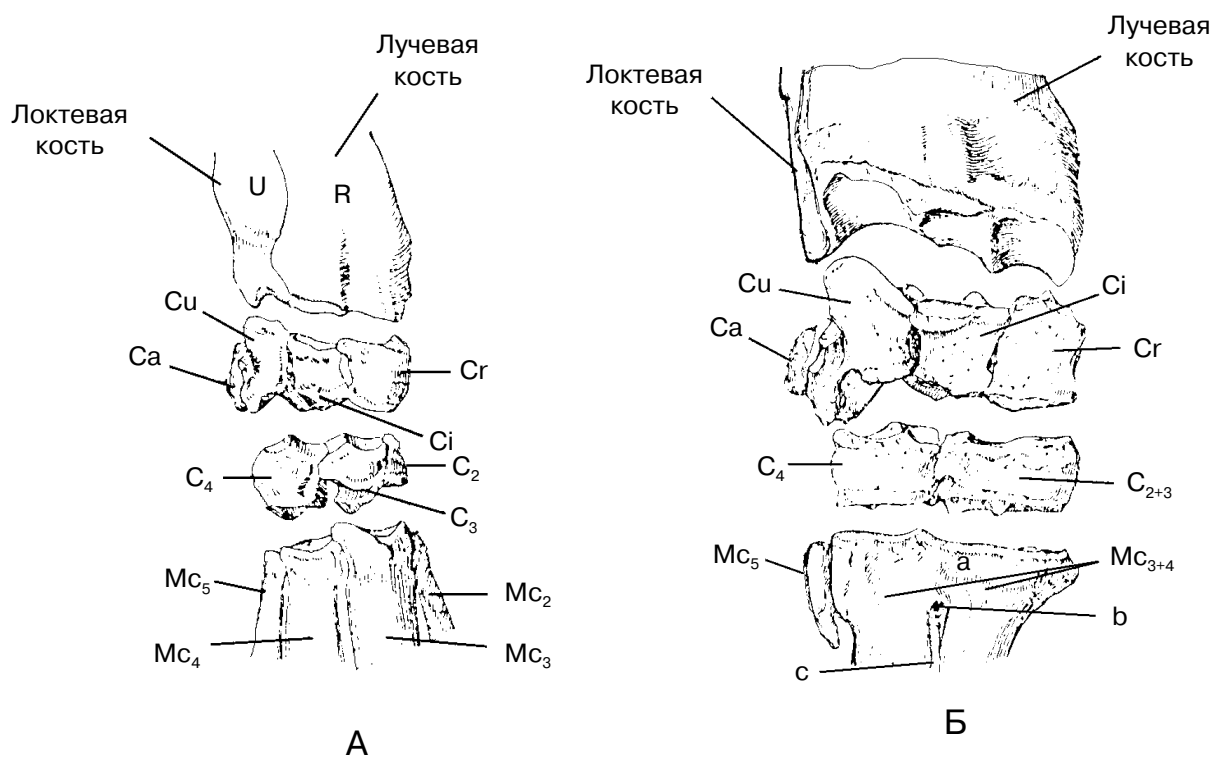 Лучевая
кость
Локтевая
кость
U
R
Cu
Ca
Cr
Ci
C₄
C₂
C₃
Mc₅
Mc₂
Mc₄
Mc₃
А
Лучевая
кость
Локтевая
кость
Cu
Ci
Ca
Cr
C₄
C₂₊₃
Mc₅
a
Mc₃₊₄
b
c
Б